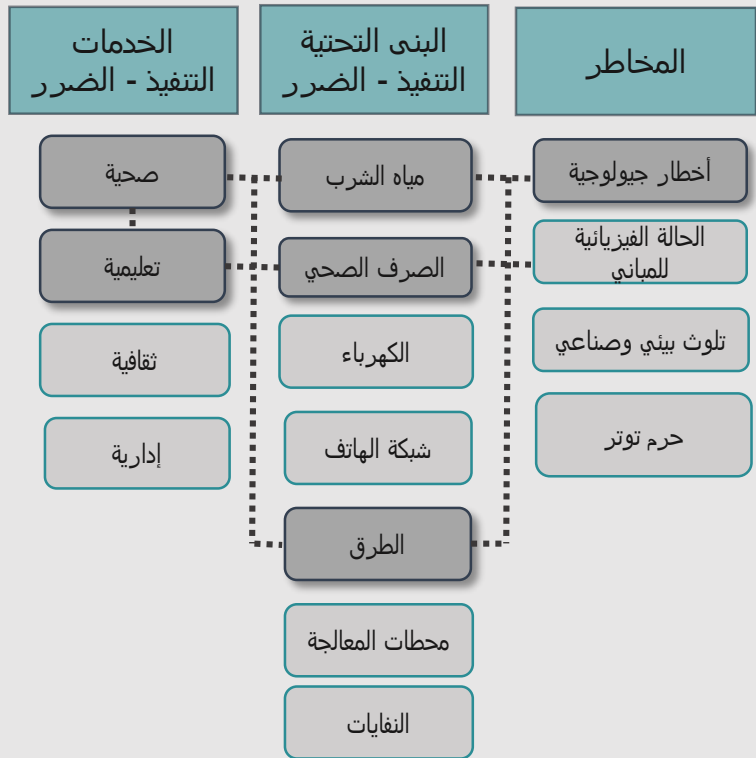 المخاطر
أخطار جيولوجية
الحالة الفيزيائية
للمباني
تلوث بيئي وصناعي
حرم توتر
البنى التحتية
التنفيذ - الضرر
مياه الشرب
الصرف الصحي
الكهرباء
شبكة الهاتف
الطرق
محطات المعالجة
النفايات
الخدمات
التنفيذ - الضرر
صحية
تعليمية
ثقافية
إدارية